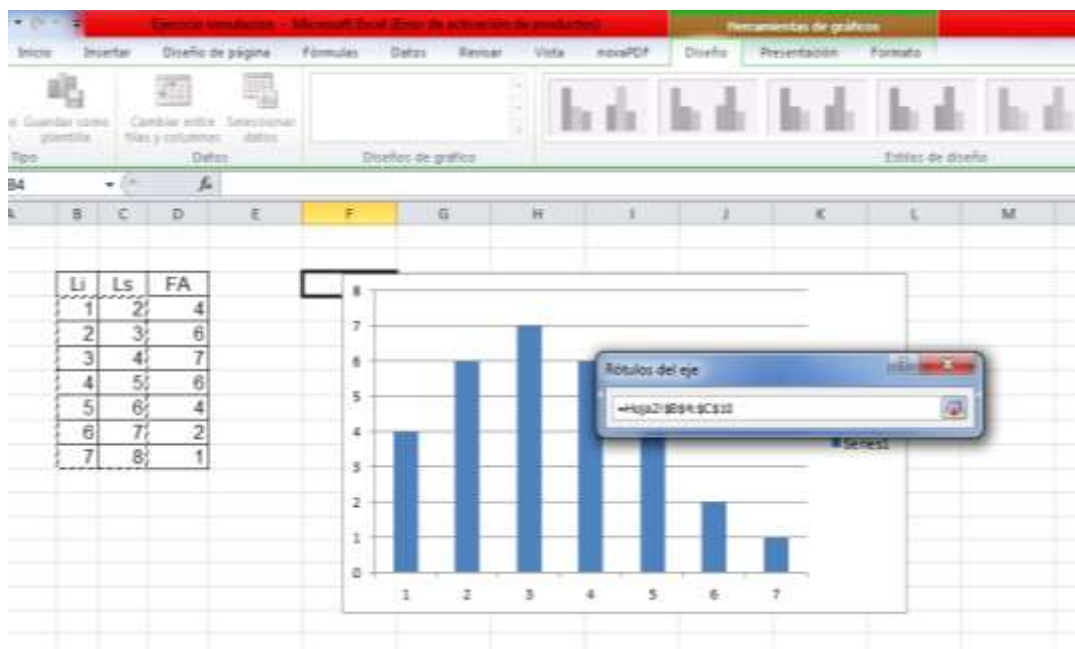 Ejercicio simulacion - Microsoft Excel (Error de activación de productos)
Herramientas de gráficos
Inicio Insertar Diseño de página Fórmulas Datos Revisar Vista novaPDF Diseño Presentación Formato
Guardar como plantilla
Cambiar entre filas y columnas
Seleccionar datos
Tipo Datos Diseños de gráfico Estilos de diseño
B4 fx
B C D E F G H I J K L M
Li Ls FA
1 2 4
2 3 6
3 4 7
4 5 6
5 6 4
6 7 2
7 8 1
8
7
6
5
4
3
2
1
0
1 2 3 4 5 6 7
Series1
Rótulos del eje
=Hoja2!$B$4:$C$10